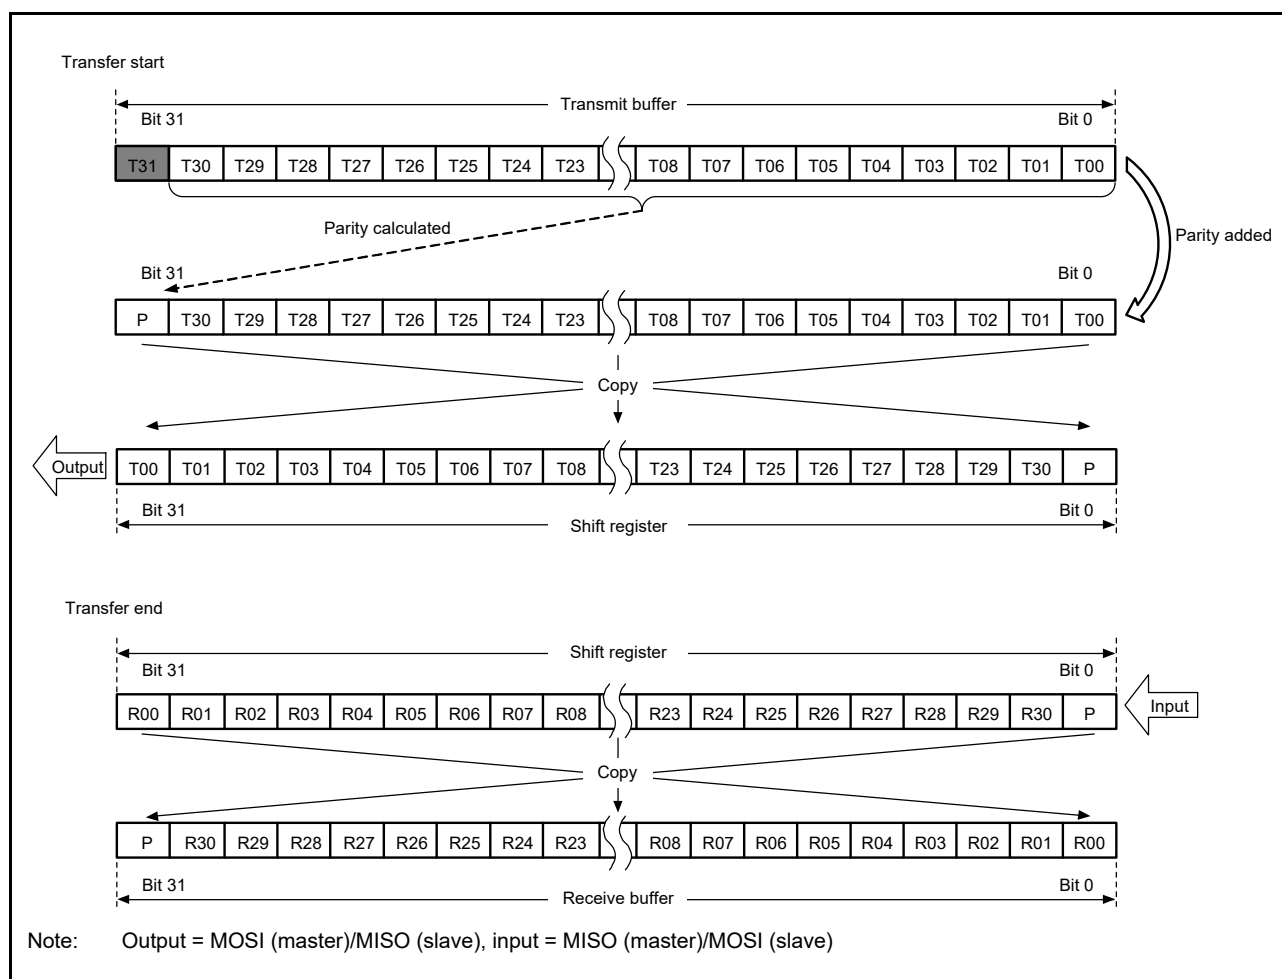 Transfer start
Transmit buffer
Bit 31 Bit 0
T31 T30 T29 T28 T27 T26 T25 T24 T23 T08 T07 T06 T05 T04 T03 T02 T01 T00
Parity calculated
Parity added
Bit 31 Bit 0
P T30 T29 T28 T27 T26 T25 T24 T23 T08 T07 T06 T05 T04 T03 T02 T01 T00
Copy
Output
T00 T01 T02 T03 T04 T05 T06 T07 T08 T23 T24 T25 T26 T27 T28 T29 T30 P
Bit 31 Bit 0
Shift register
Transfer end
Shift register
Bit 31 Bit 0
R00 R01 R02 R03 R04 R05 R06 R07 R08 R23 R24 R25 R26 R27 R28 R29 R30 P
Input
Copy
P R30 R29 R28 R27 R26 R25 R24 R23 R08 R07 R06 R05 R04 R03 R02 R01 R00
Bit 31 Bit 0
Receive buffer
Note: Output = MOSI (master)/MISO (slave), input = MISO (master)/MOSI (slave)